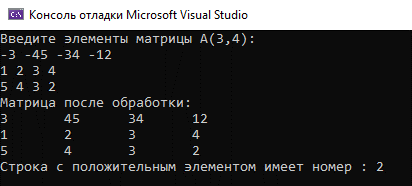 Консоль отладки Microsoft Visual Studio
Введите элементы матрицы A(3,4):
-3 -45 -34 -12
1 2 3 4
5 4 3 2
Матрица после обработки:
3 45 34 12
1 2 3 4
5 4 3 2
Строка с положительным элементом имеет номер : 2